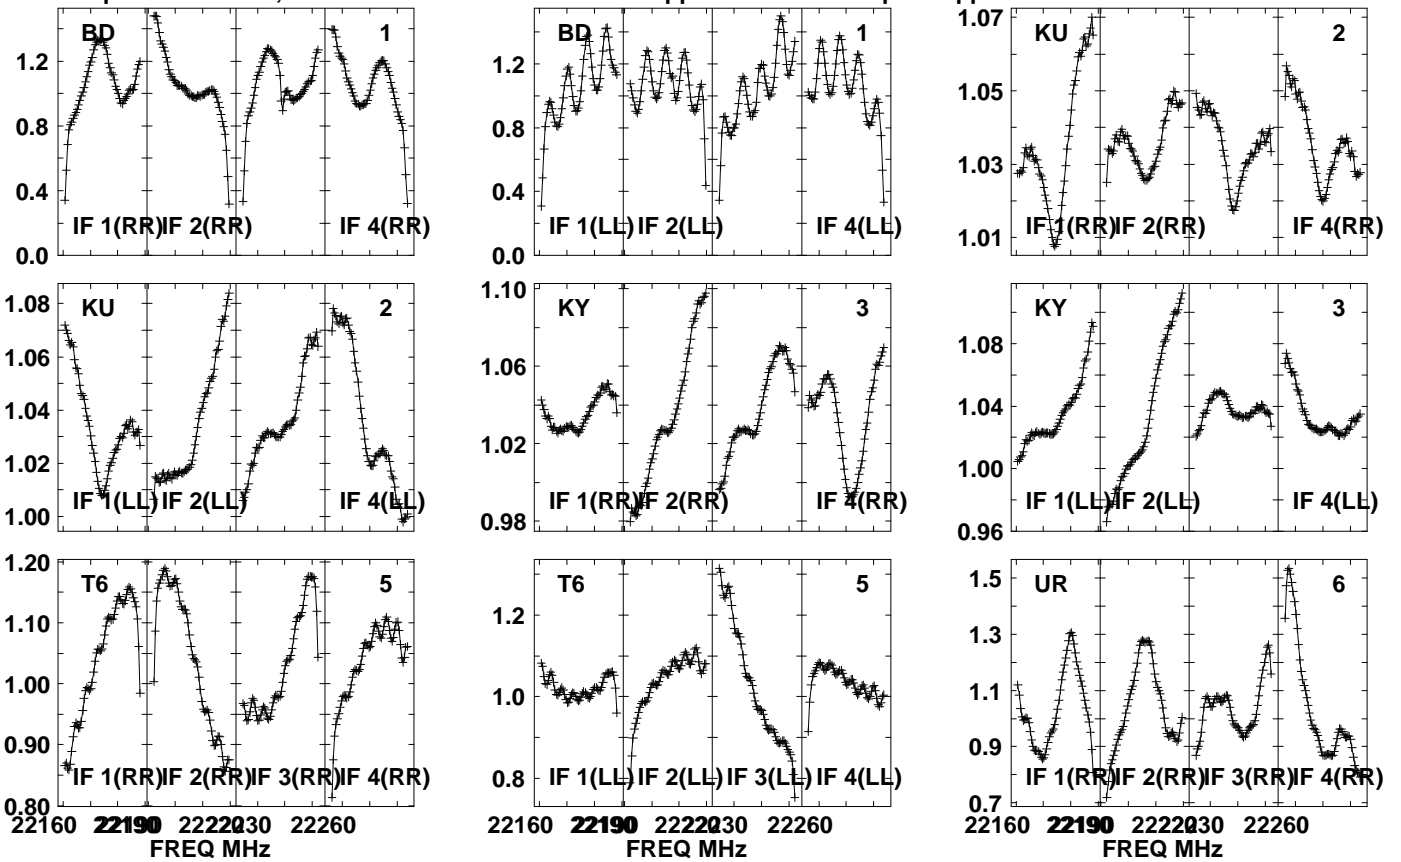 BD 1
1.2
0.8
0.4
0.0
IF 1(RR) IF 2(RR) IF 4(RR)
BD 1
1.2
0.8
0.4
0.0
IF 1(LL) IF 2(LL) IF 4(LL)
KU 2
1.07
1.05
1.03
1.01
IF 1(RR) IF 2(RR) IF 4(RR)
KU 2
1.08
1.06
1.04
1.02
1.00
IF 1(LL) IF 2(LL) IF 4(LL)
KY 3
1.10
1.06
1.02
0.98
IF 1(RR) IF 2(RR) IF 4(RR)
KY 3
1.08
1.04
1.00
0.96
IF 1(LL) IF 2(LL) IF 4(LL)
T6 5
1.20
1.10
1.00
0.90
0.80
IF 1(RR) IF 2(RR) IF 3(RR) IF 4(RR)
22160 22190 22220 22230 22260
FREQ MHz
T6 5
1.2
1.0
0.8
IF 1(LL) IF 2(LL) IF 3(LL) IF 4(LL)
22160 22190 22220 22230 22260
FREQ MHz
UR 6
1.5
1.3
1.1
0.9
0.7
IF 1(RR) IF 2(RR) IF 3(RR) IF 4(RR)
22160 22190 22220 22230 22260
FREQ MHz